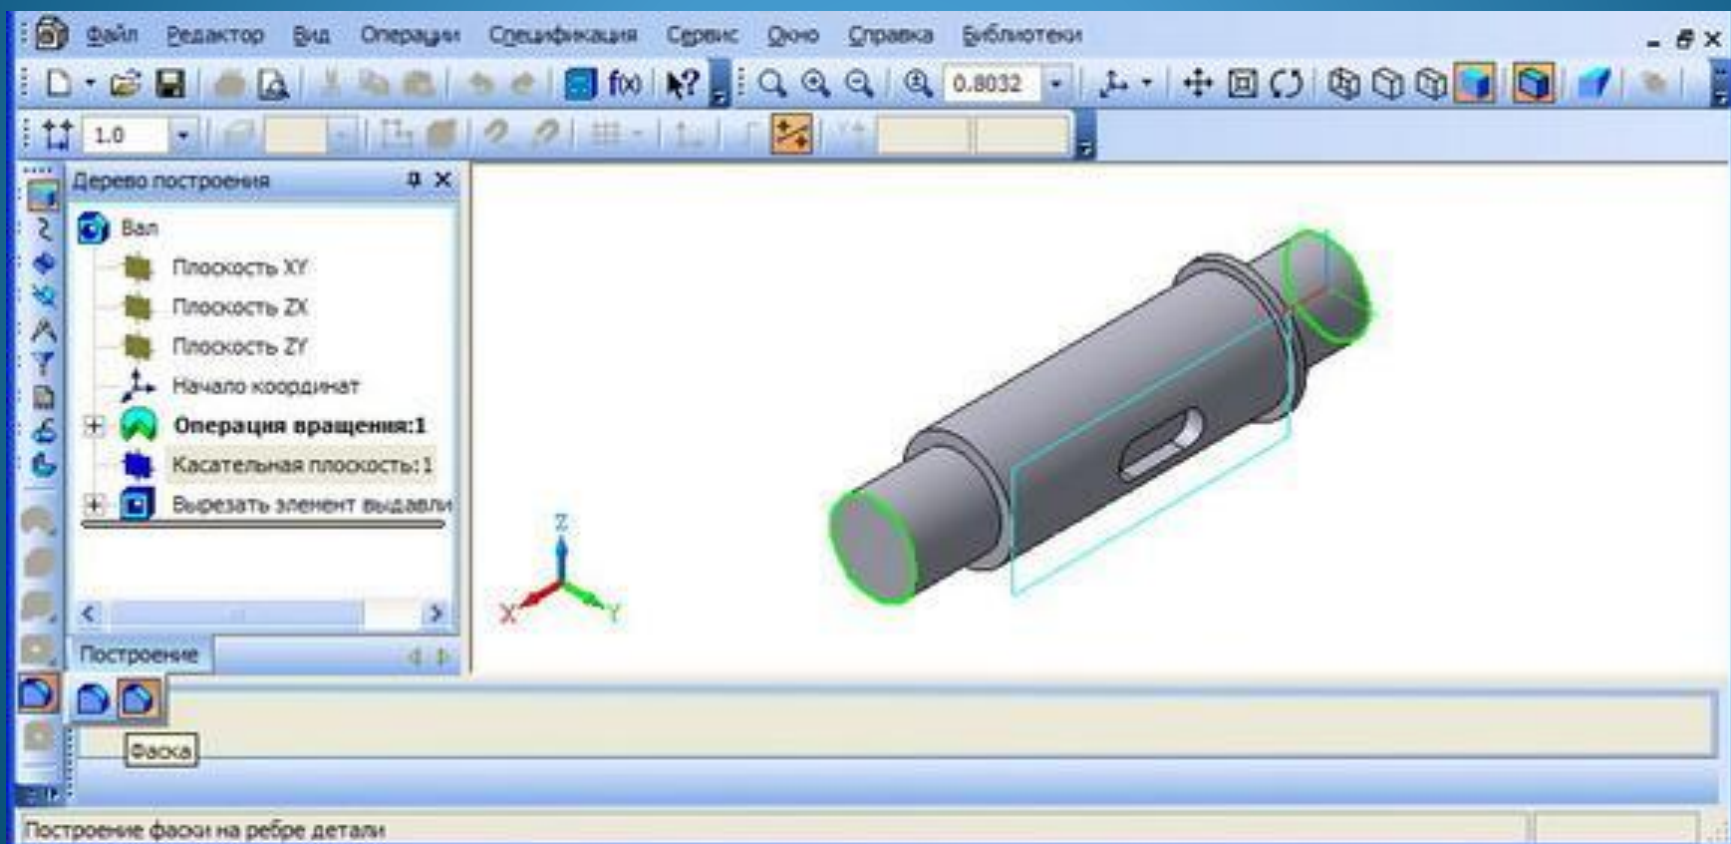 Файл Редактор Вид Операции Спецификация Сервис Окно Справка Библиотеки
f(x) 0.8032
1.0
Дерево построения
Вал
Плоскость XY
Плоскость ZX
Плоскость ZY
Начало координат
Операция вращения:1
Касательная плоскость:1
Вырезать элемент выдавли
Z
X
Y
Построение
Фаска
Построение фаски на ребре детали